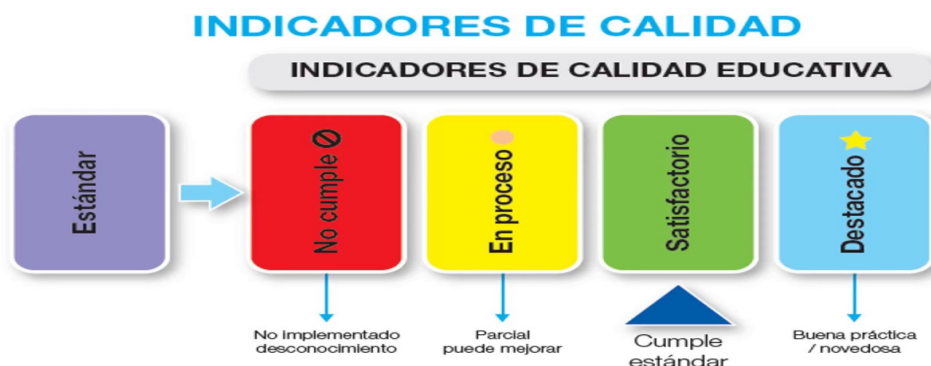 INDICADORES DE CALIDAD
INDICADORES DE CALIDAD EDUCATIVA
Estándar
No cumple
En proceso
Satisfactorio
Destacado
No implementado
desconocimiento
Parcial
puede mejorar
Cumple
estándar
Buena práctica
/ novedosa